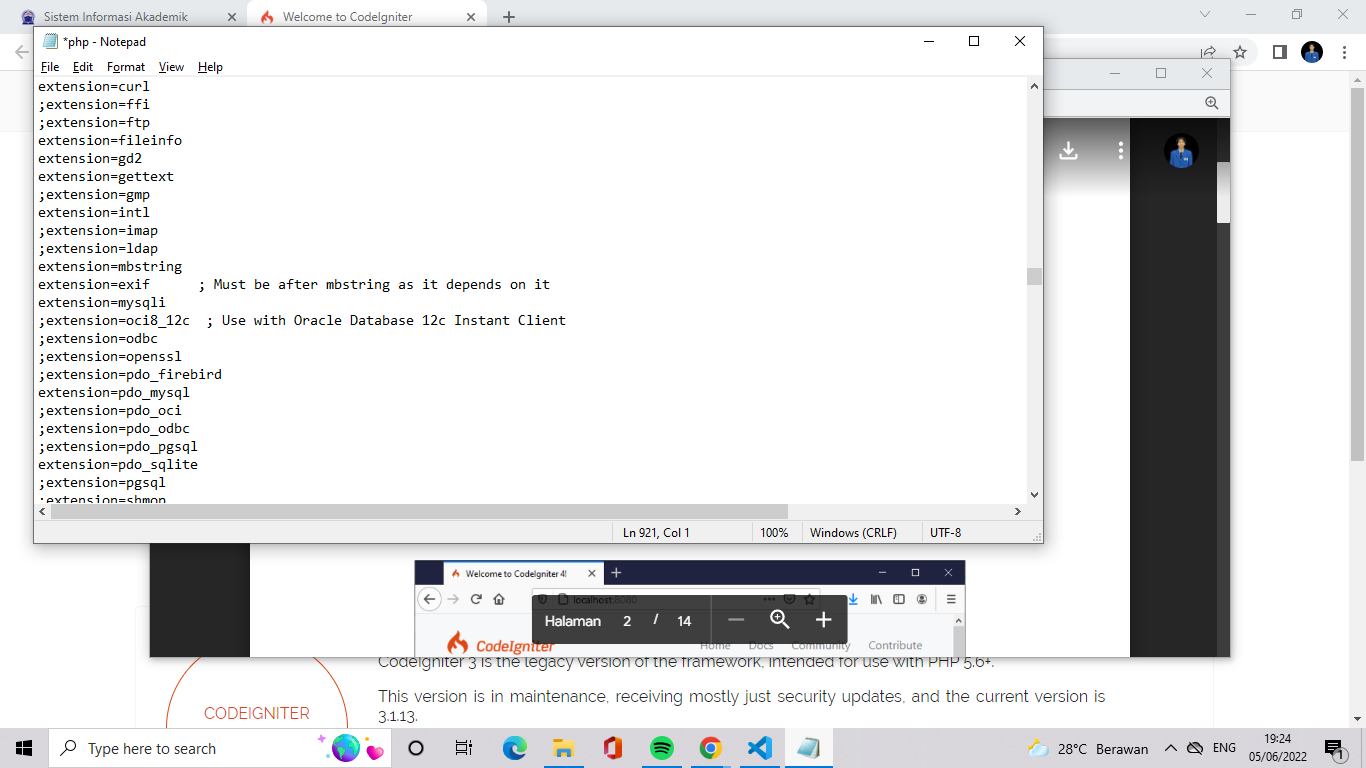 Sistem Informasi Akademik
Welcome to CodeIgniter
*php - Notepad
File Edit Format View Help
extension=curl
;extension=ffi
;extension=ftp
extension=fileinfo
extension=gd2
extension=gettext
;extension=gmp
extension=intl
;extension=imap
;extension=ldap
extension=mbstring
extension=exif      ; Must be after mbstring as it depends on it
extension=mysqli
;extension=oci8_12c  ; Use with Oracle Database 12c Instant Client
;extension=odbc
;extension=openssl
;extension=pdo_firebird
extension=pdo_mysql
;extension=pdo_oci
;extension=pdo_odbc
;extension=pdo_pgsql
extension=pdo_sqlite
;extension=pgsql
;extension=shmop
Ln 921, Col 1 100% Windows (CRLF) UTF-8
Welcome to CodeIgniter 4!
localhost:8080
Halaman 2 / 14
CodeIgniter Home Docs Community Contribute
CodeIgniter 3 is the legacy version of the framework, intended for use with PHP 5.6+.
This version is in maintenance, receiving mostly just security updates, and the current version is
3.1.13.
CODEIGNITER
Type here to search
28°C Berawan
ENG
19:24
05/06/2022
1